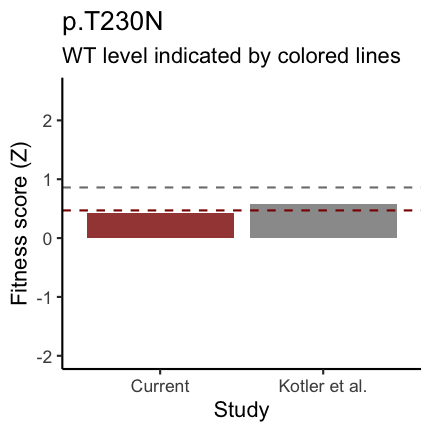 p.T230N
WT level indicated by colored lines
Fitness score (Z)
2
1
0
-1
-2
Current
Kotler et al.
Study